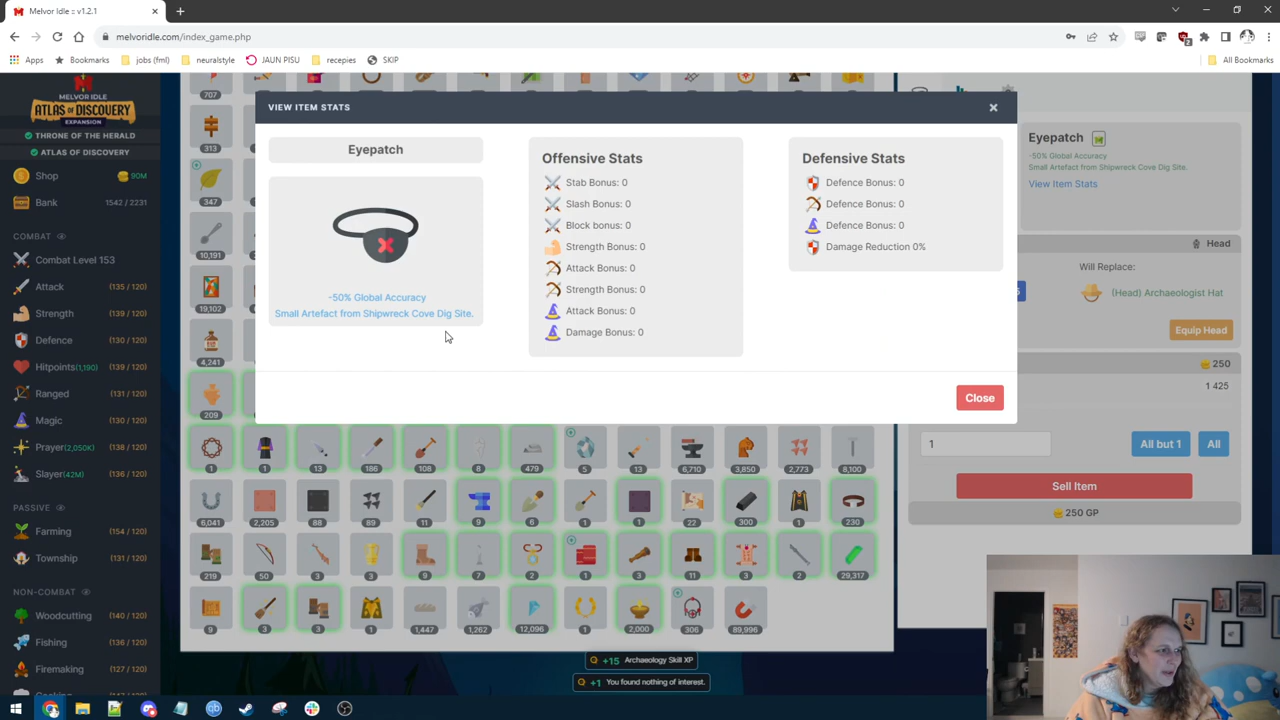 Melvor Idle :: v1.2.1
melvoridle.com/index_game.php
Apps
Bookmarks
jobs (fml)
neuralstyle
JAUN PISU
recepies
SKIP
All Bookmarks
MELVOR IDLE
ATLAS OF DISCOVERY
EXPANSION
THRONE OF THE HERALD
ATLAS OF DISCOVERY
Shop 90M
Bank 1542 / 2231
COMBAT
Combat Level 153
Attack (135 / 120)
Strength (139 / 120)
Defence (130 / 120)
Hitpoints(1,190) (139 / 120)
Ranged (131 / 120)
Magic (130 / 120)
Prayer(2,050K) (138 / 120)
Slayer(42M) (136 / 120)
PASSIVE
Farming (154 / 120)
Township (131 / 120)
NON-COMBAT
Woodcutting (140 / 120)
Fishing (136 / 120)
Firemaking (127 / 120)
VIEW ITEM STATS
Eyepatch
-50% Global Accuracy
Small Artefact from Shipwreck Cove Dig Site.
Offensive Stats
Stab Bonus: 0
Slash Bonus: 0
Block bonus: 0
Strength Bonus: 0
Attack Bonus: 0
Strength Bonus: 0
Attack Bonus: 0
Damage Bonus: 0
Defensive Stats
Defence Bonus: 0
Defence Bonus: 0
Defence Bonus: 0
Damage Reduction 0%
Close
707
313
347
10,191
19,102
4,241
209
1 1 13 186 108 8 479 5 13 6,710 3,850 2,773 8,100
6,041 2,205 88 89 11 9 6 1 1 22 300 1 230
219 50 3 3 9 7 2 1 3 11 3 2 29,317
9 3 3 1 1,447 1,262 12,096 1 2,000 306 89,996
Eyepatch
-50% Global Accuracy
Small Artefact from Shipwreck Cove Dig Site.
View Item Stats
Head
Will Replace:
(Head) Archaeologist Hat
Equip Head
250
1 425
1
All but 1
All
Sell Item
250 GP
+15 Archaeology Skill XP
+1 You found nothing of interest.